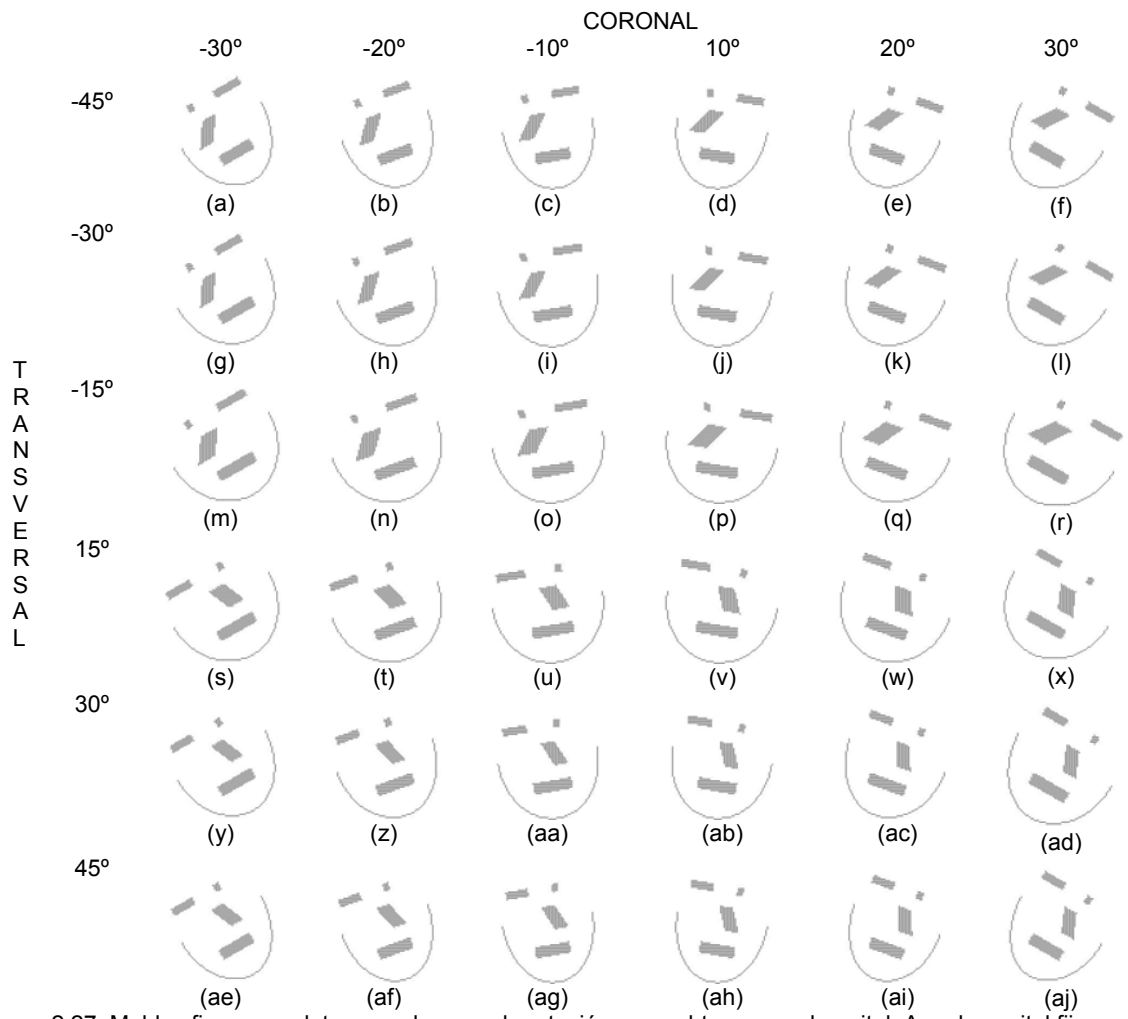 CORONAL
-30º -20º -10º 10º 20º 30º
-45º
(a) (b) (c) (d) (e) (f)
-30º
(g) (h) (i) (j) (k) (l)
TRANSVERSAL
-15º
(m) (n) (o) (p) (q) (r)
15º
(s) (t) (u) (v) (w) (x)
30º
(y) (z) (aa) (ab) (ac) (ad)
45º
(ae) (af) (ag) (ah) (ai) (aj)